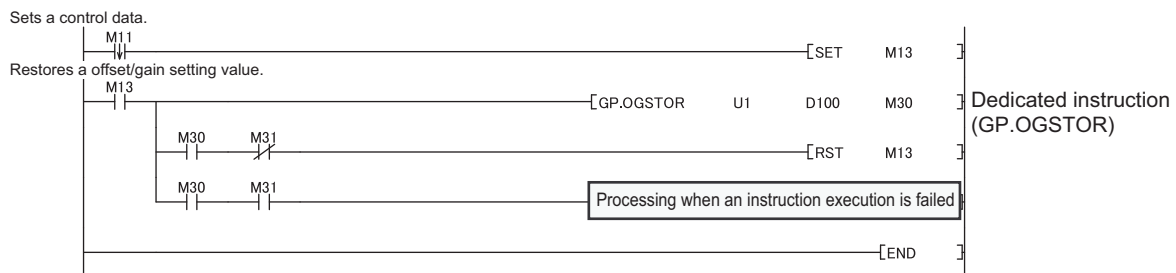 Sets a control data.
M11
SET M13
Restores a offset/gain setting value.
M13
GP.OGSTOR U1 D100 M30
Dedicated instruction
(GP.OGSTOR)
M30 M31
RST M13
M30 M31
Processing when an instruction execution is failed
END